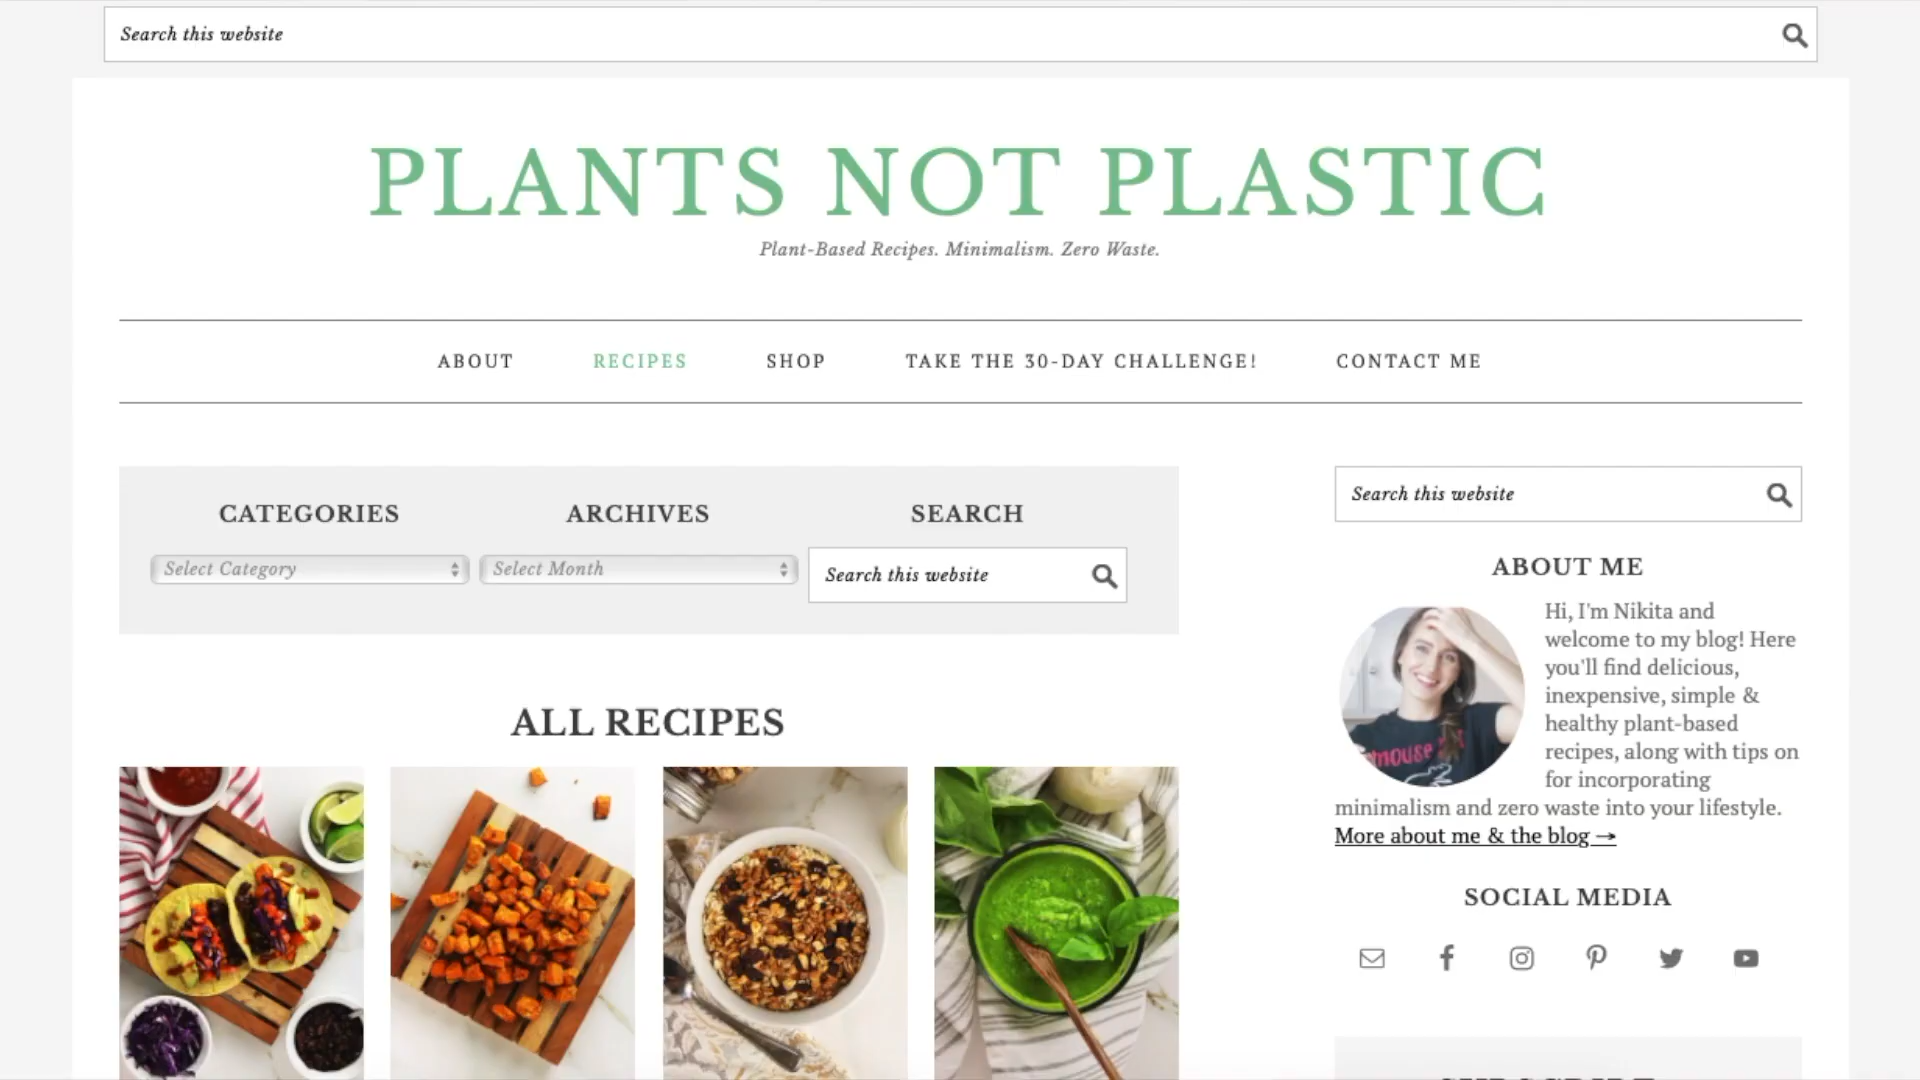 Search this website
PLANTS NOT PLASTIC
Plant-Based Recipes. Minimalism. Zero Waste.
ABOUT
RECIPES
SHOP
TAKE THE 30-DAY CHALLENGE!
CONTACT ME
CATEGORIES
Select Category
ARCHIVES
Select Month
SEARCH
Search this website
ALL RECIPES
Search this website
ABOUT ME
Hi, I'm Nikita and
welcome to my blog! Here
you'll find delicious,
inexpensive, simple &
healthy plant-based
recipes, along with tips on
for incorporating
minimalism and zero waste into your lifestyle.
More about me & the blog →
SOCIAL MEDIA